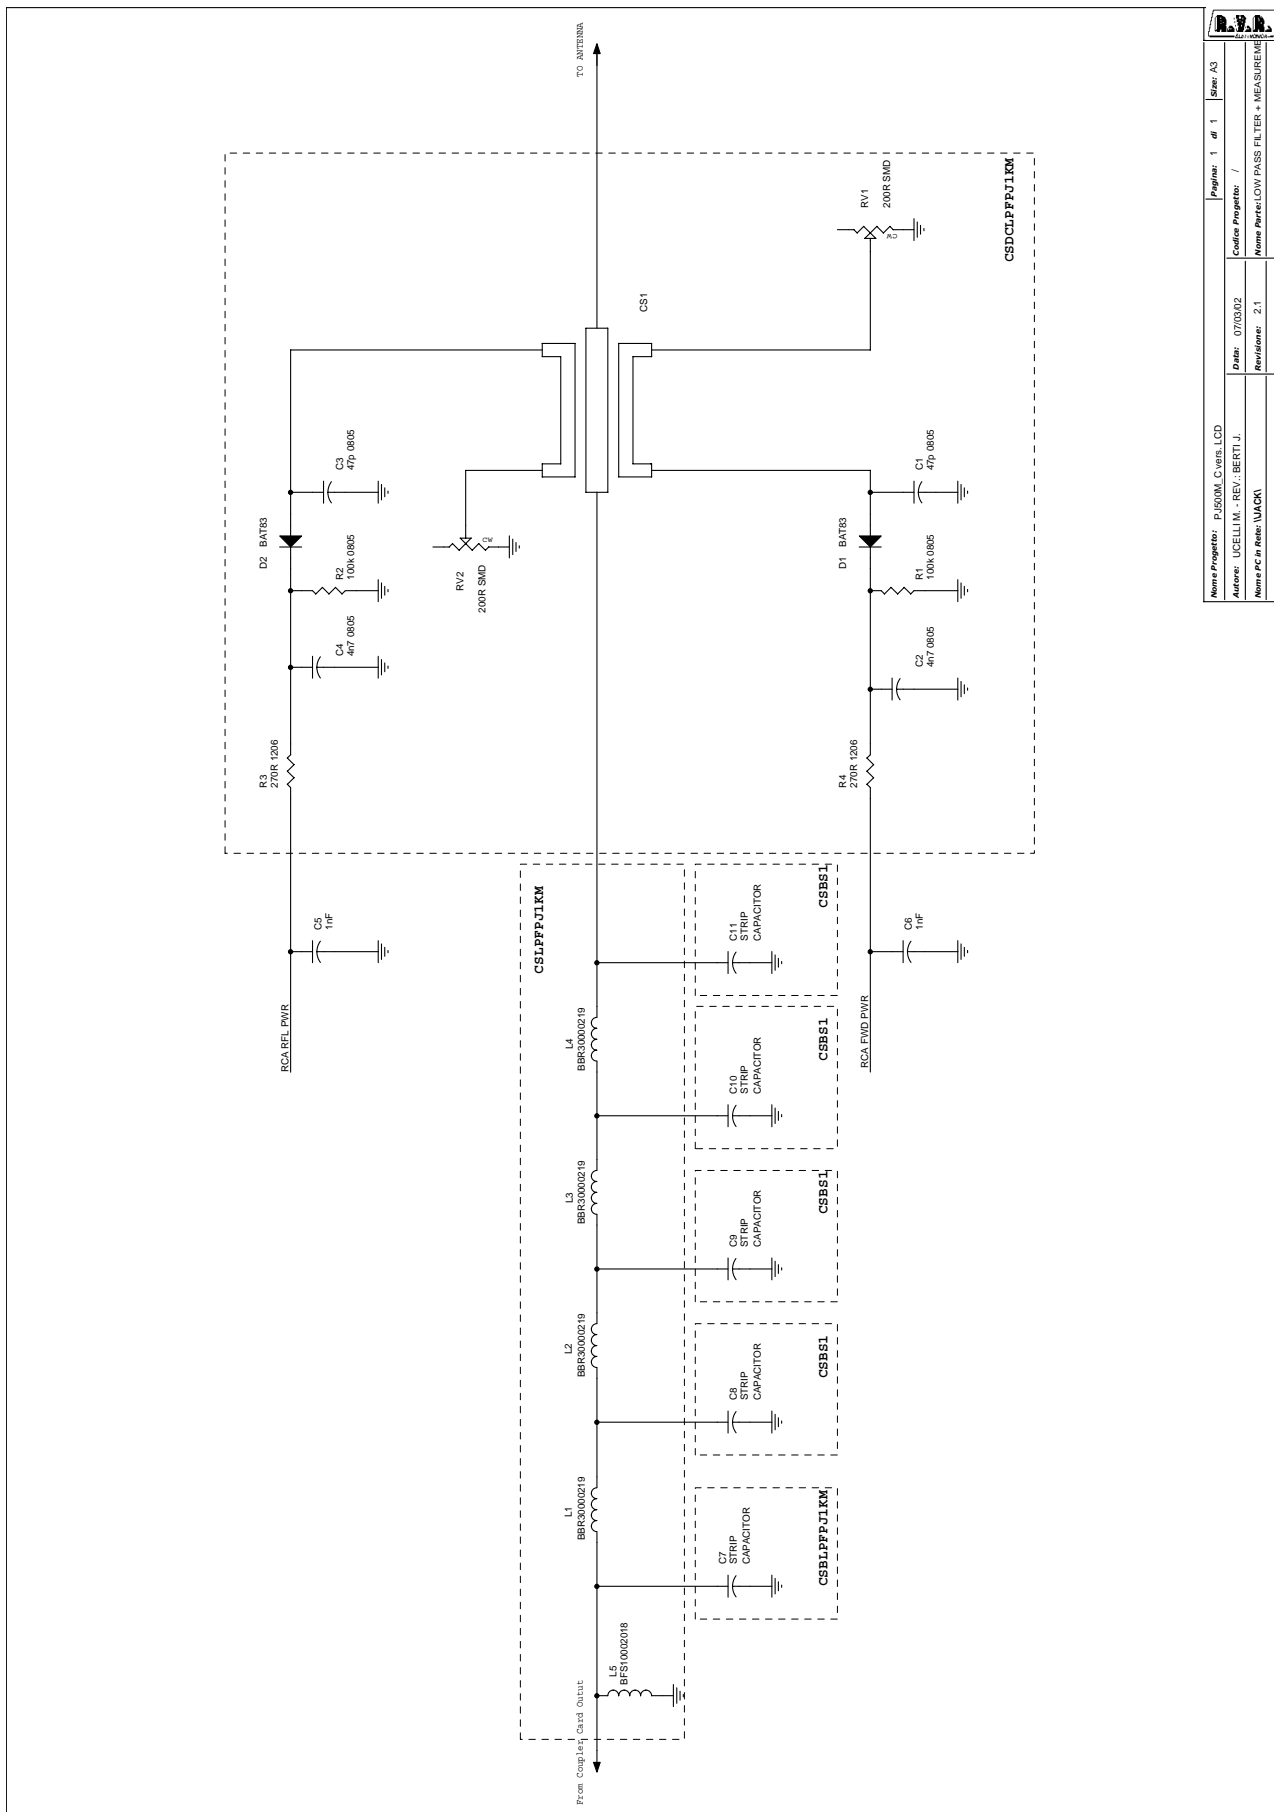 TO ANTENNA
CSDCLPFPJ1KM
RV1
200R SMD
CW
CS1
C3
47p 0805
D2 BAT83
R2
100k 0805
C4
4n7 0805
R3
270R 1206
RV2
200R SMD
CW
C1
47p 0805
D1 BAT83
R1
100k 0805
C2
4n7 0805
R4
270R 1206
C5
1nF
RCA RFL PWR
C6
1nF
RCA FWD PWR
CSLPFPJ1KM
L4
BBR30000219
L3
BBR30000219
L2
BBR30000219
L1
BBR30000219
L5
BFS10002018
C11
STRIP
CAPACITOR
CSBS1
C10
STRIP
CAPACITOR
CSBS1
C9
STRIP
CAPACITOR
CSBS1
C8
STRIP
CAPACITOR
CSBS1
C7
STRIP
CAPACITOR
CSBLPFPJ1KM
From Coupler Card Outut
Nome Progetto: PJ500M_C vers. LCD
Pagina: 1 di 1
Size: A3
Autore: UCELLI M. - REV.: BERTI J.
Data: 07/03/02
Codice Progetto: /
Nome PC in Rete: \\JACK\
Revisione: 2.1
Nome Parte: LOW PASS FILTER + MEASUREME
R.V.R.
ELETTRONICA